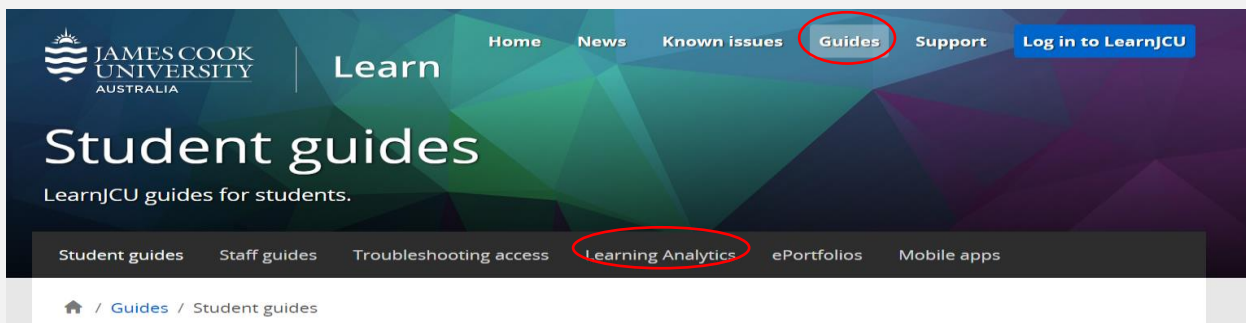 JAMES COOK
UNIVERSITY
AUSTRALIA
Learn
Home News Known issues Guides Support Log in to LearnJCU
Student guides
LearnJCU guides for students.
Student guides Staff guides Troubleshooting access Learning Analytics ePortfolios Mobile apps
/ Guides / Student guides